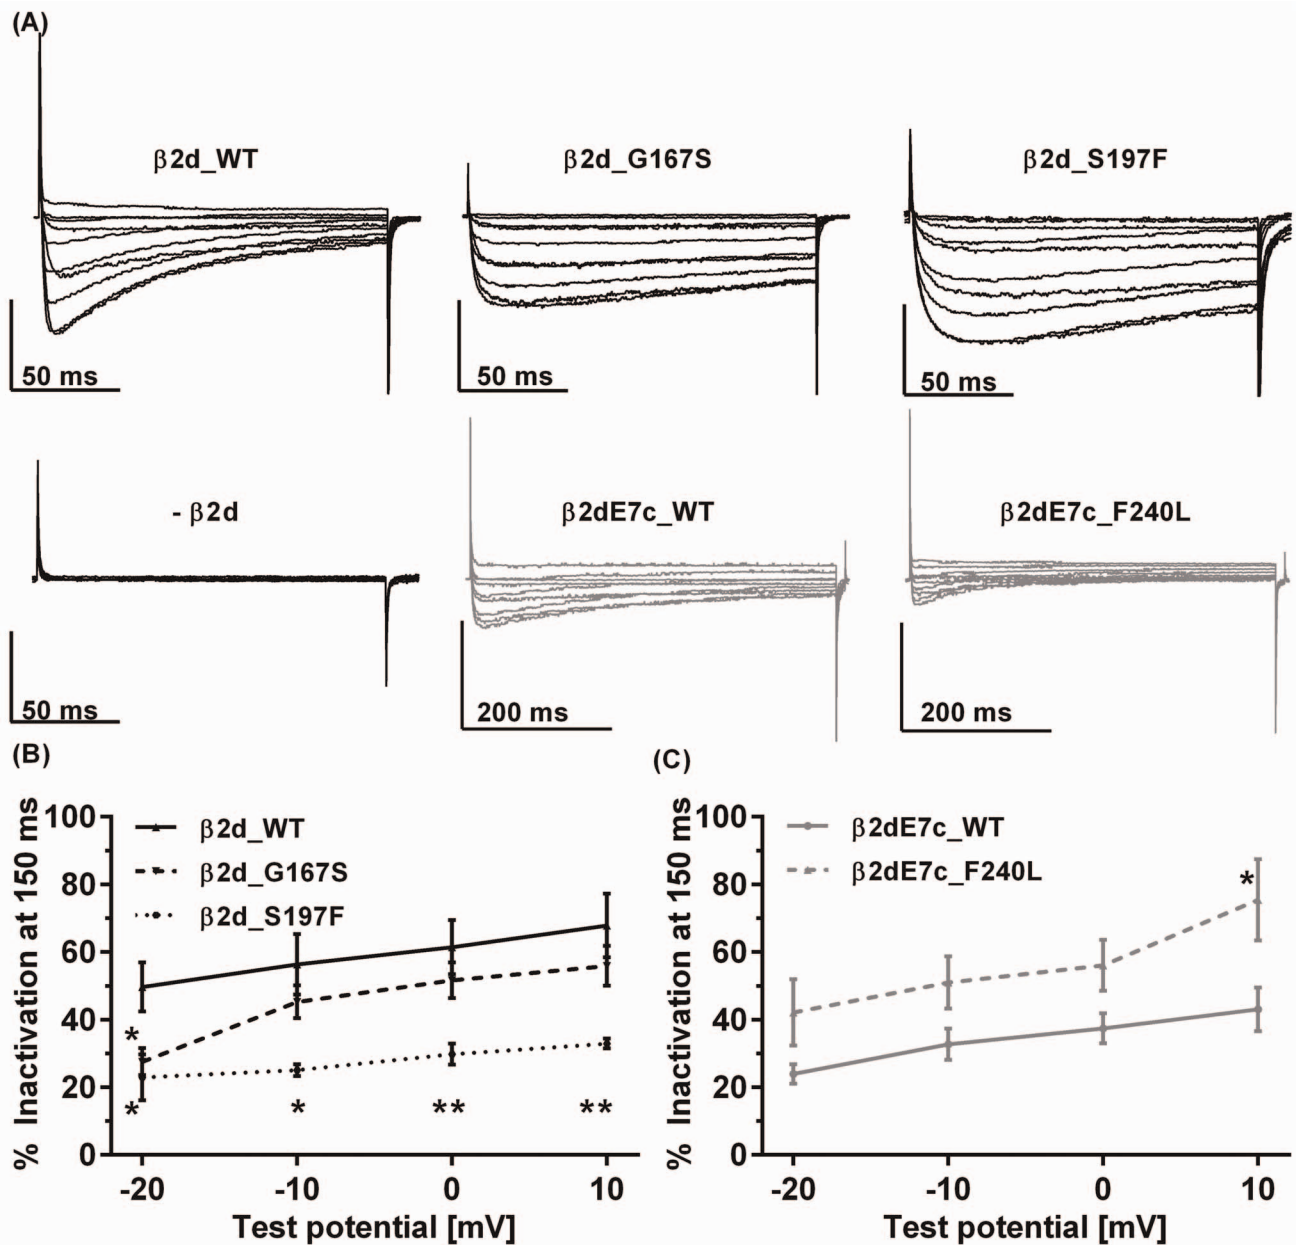 (A)
β2d_WT
β2d_G167S
β2d_S197F
50 ms
50 ms
50 ms
- β2d
β2dE7c_WT
β2dE7c_F240L
50 ms
200 ms
200 ms
(B)
% Inactivation at 150 ms
100
80
60
40
20
0
β2d_WT
β2d_G167S
β2d_S197F
*
*
*
**
**
-20
-10
0
10
Test potential [mV]
(C)
% Inactivation at 150 ms
100
80
60
40
20
0
β2dE7c_WT
β2dE7c_F240L
*
-20
-10
0
10
Test potential [mV]